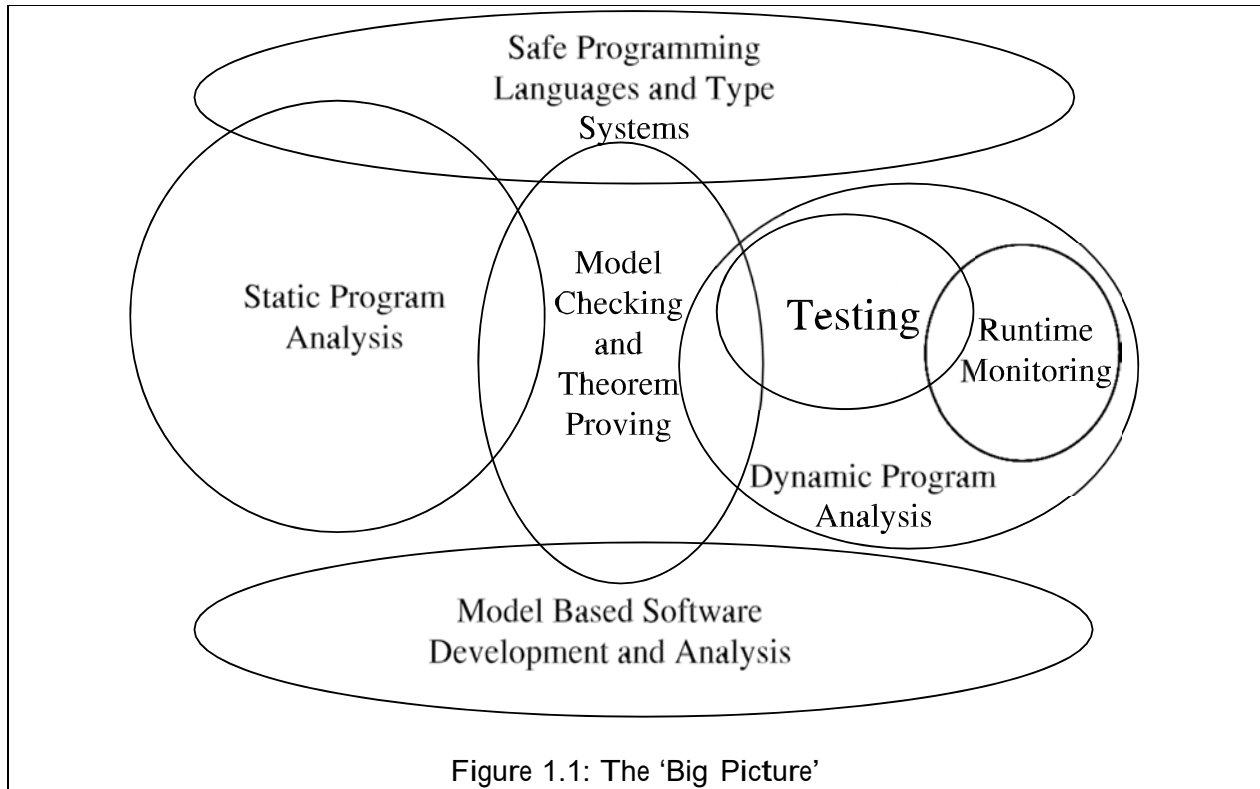 Safe Programming
Languages and Type
Systems
Static Program
Analysis
Model
Checking
and
Theorem
Proving
Testing
Runtime
Monitoring
Dynamic Program
Analysis
Model Based Software
Development and Analysis
Figure 1.1: The ‘Big Picture’